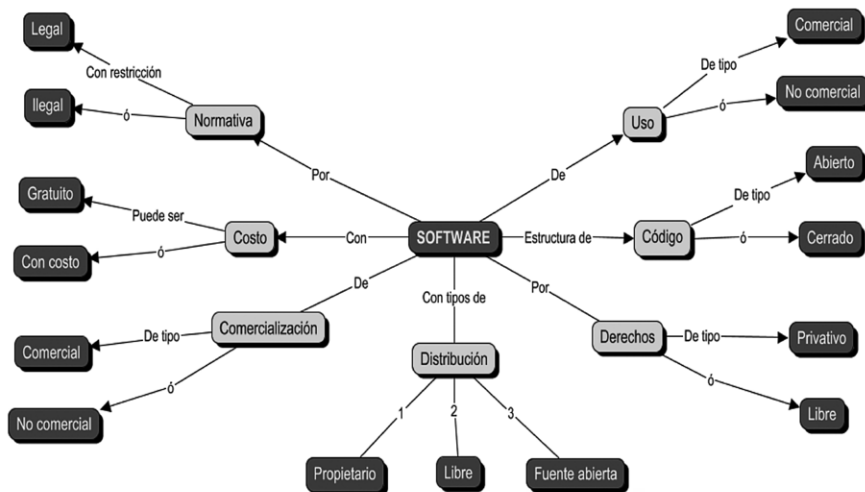 Legal
Con restricción
Ilegal
ó
Normativa
Por
Gratuito
Puede ser
Costo
Con
ó
Con costo
De
Comercialización
De tipo
Comercial
ó
No comercial
SOFTWARE
Con tipos de
Distribución
1
2
3
Propietario
Libre
Fuente abierta
Comercial
De tipo
No comercial
ó
Uso
De
Abierto
De tipo
Estructura de
Código
ó
Cerrado
Por
Derechos
De tipo
Privativo
ó
Libre